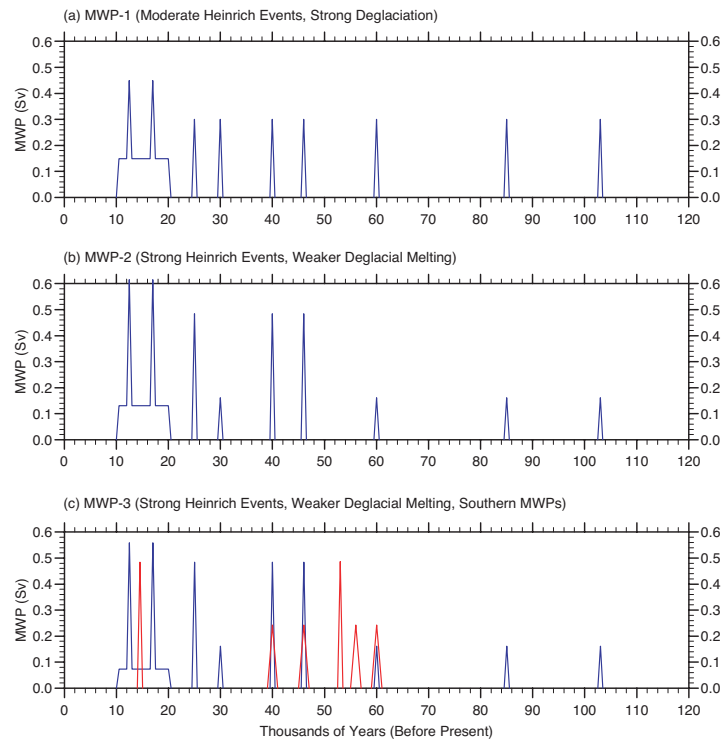 (a) MWP-1 (Moderate Heinrich Events, Strong Deglaciation)
0.6 0.6
0.5 0.5
0.4 0.4
MWP (Sv)
0.3 0.3
0.2 0.2
0.1 0.1
0.0 0.0
0 10 20 30 40 50 60 70 80 90 100 110 120
(b) MWP-2 (Strong Heinrich Events, Weaker Deglacial Melting)
0.6 0.6
0.5 0.5
0.4 0.4
MWP (Sv)
0.3 0.3
0.2 0.2
0.1 0.1
0.0 0.0
0 10 20 30 40 50 60 70 80 90 100 110 120
(c) MWP-3 (Strong Heinrich Events, Weaker Deglacial Melting, Southern MWPs)
0.6 0.6
0.5 0.5
0.4 0.4
MWP (Sv)
0.3 0.3
0.2 0.2
0.1 0.1
0.0 0.0
0 10 20 30 40 50 60 70 80 90 100 110 120
Thousands of Years (Before Present)